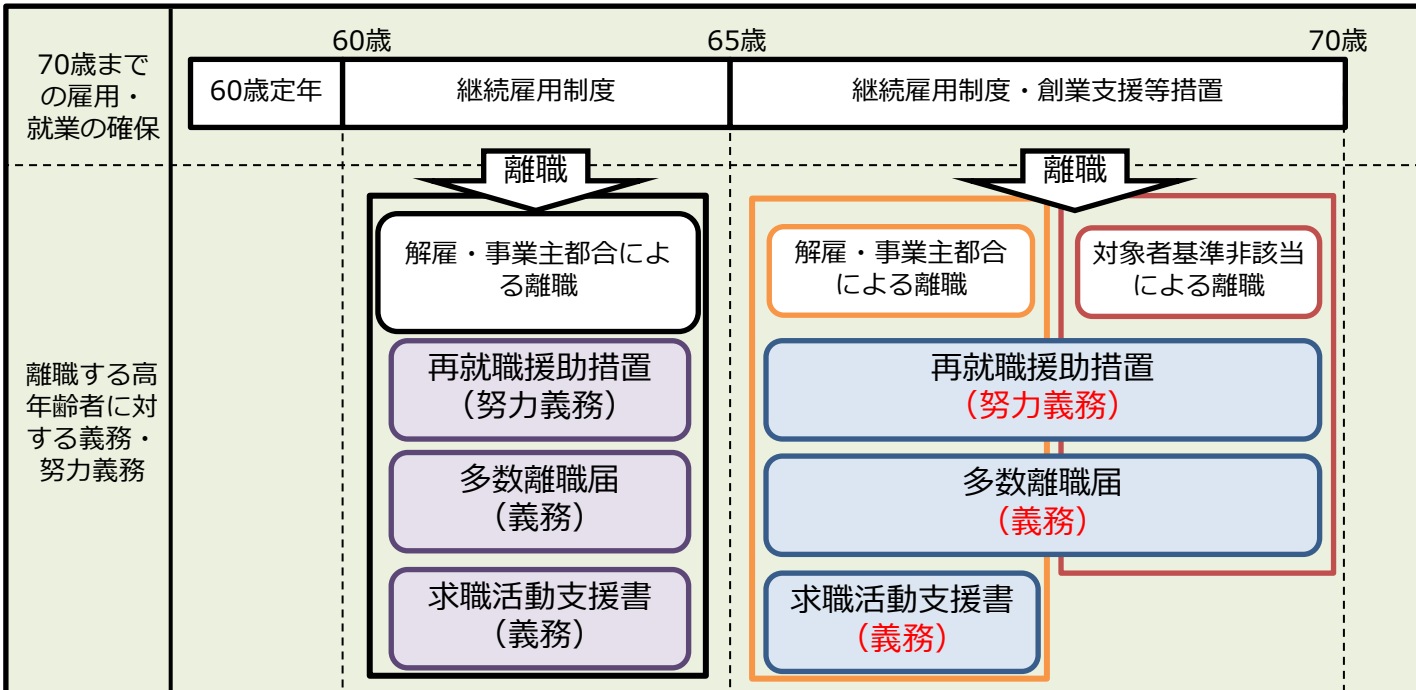 60歳
65歳
70歳
70歳まで
の雇用・
就業の確保
60歳定年
継続雇用制度
継続雇用制度・創業支援等措置
離職
離職
離職する高
年齢者に対
する義務・
努力義務
解雇・事業主都合によ
る離職
再就職援助措置
（努力義務）
多数離職届
（義務）
求職活動支援書
（義務）
解雇・事業主都合
による離職
対象者基準非該当
による離職
再就職援助措置
（努力義務）
多数離職届
（義務）
求職活動支援書
（義務）